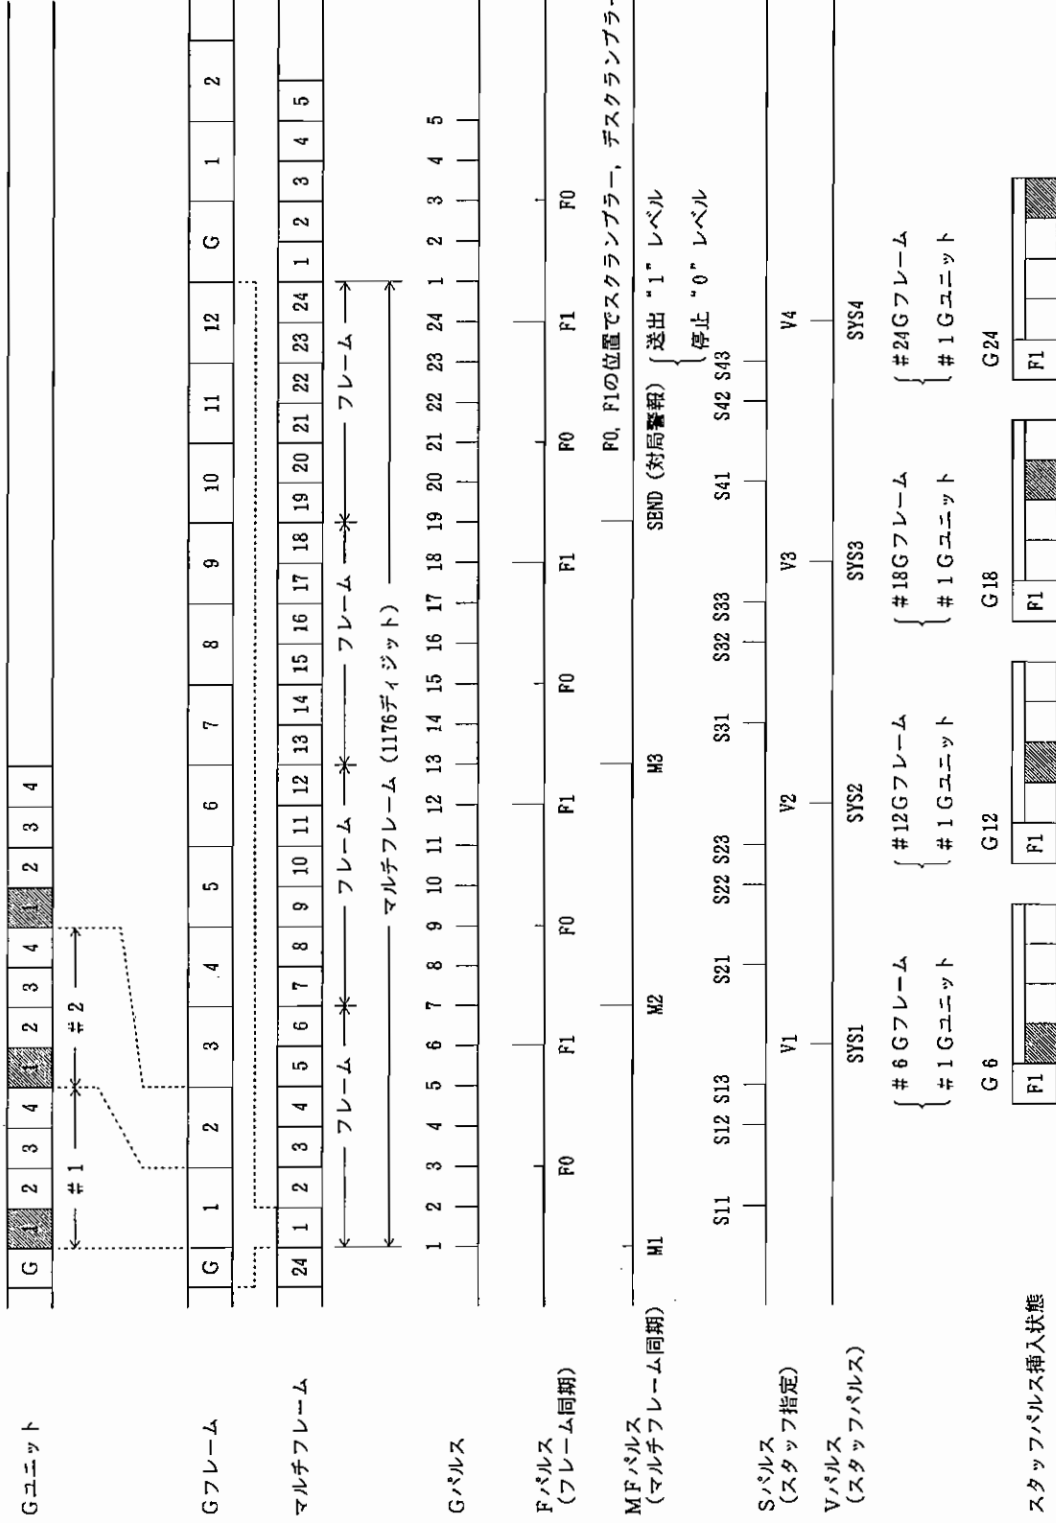 Gユニット
G 1 2 3 4 1 2 3 4 1 2 3 4
#1 #2
Gフレーム
G 1 2 3 4 5 6 7 8 9 10 11 12 G 1 2
マルチフレーム
24 1 2 3 4 5 6 7 8 9 10 11 12 13 14 15 16 17 18 19 20 21 22 23 24 1 2 3 4 5
フレーム フレーム フレーム フレーム
マルチフレーム (1176ディジット)
Gパルス
1 2 3 4 5 6 7 8 9 10 11 12 13 14 15 16 17 18 19 20 21 22 23 24 1 2 3 4 5
Fパルス
(フレーム同期)
F0 F1 F0 F1 F0 F1 F0 F1 F0
F0, F1の位置でスクランブラー, デスクランブラー
MFパルス
(マルチフレーム同期)
M1 M2 M3 SEND (対局警報)
送出 “1” レベル
停止 “0” レベル
Sパルス
(スタッフ指定)
S11 S12 S13 S21 S22 S23 S31 S32 S33 S41 S42 S43
Vパルス
(スタッフパルス)
V1 V2 V3 V4
SYS1 SYS2 SYS3 SYS4
#6Gフレーム #12Gフレーム #18Gフレーム #24Gフレーム
#1Gユニット #1Gユニット #1Gユニット #1Gユニット
スタッフパルス挿入状態
G6 G12 G18 G24
F1 F1 F1 F1